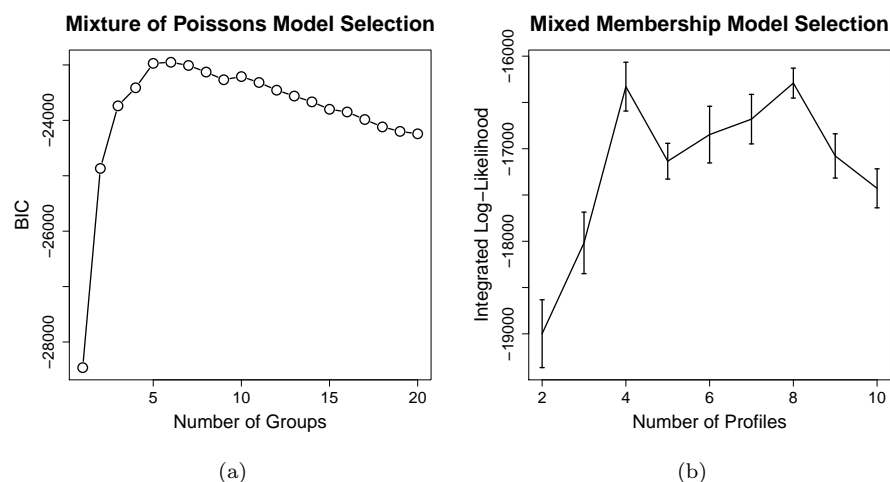 Mixture of Poissons Model Selection
BIC
-24000
-26000
-28000
5
10
15
20
Number of Groups
(a)
Mixed Membership Model Selection
Integrated Log-Likelihood
-16000
-17000
-18000
-19000
2
4
6
8
10
Number of Profiles
(b)